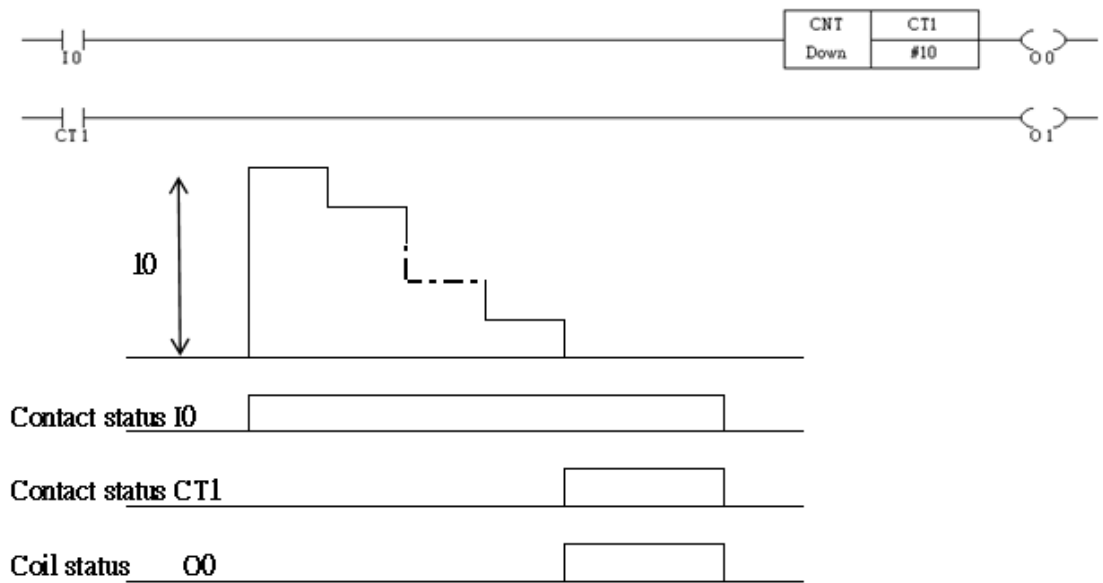 CNT CT1
I0 Down #10 O0
CT1 O1
10
Contact status I0
Contact status CT1
Coil status O0